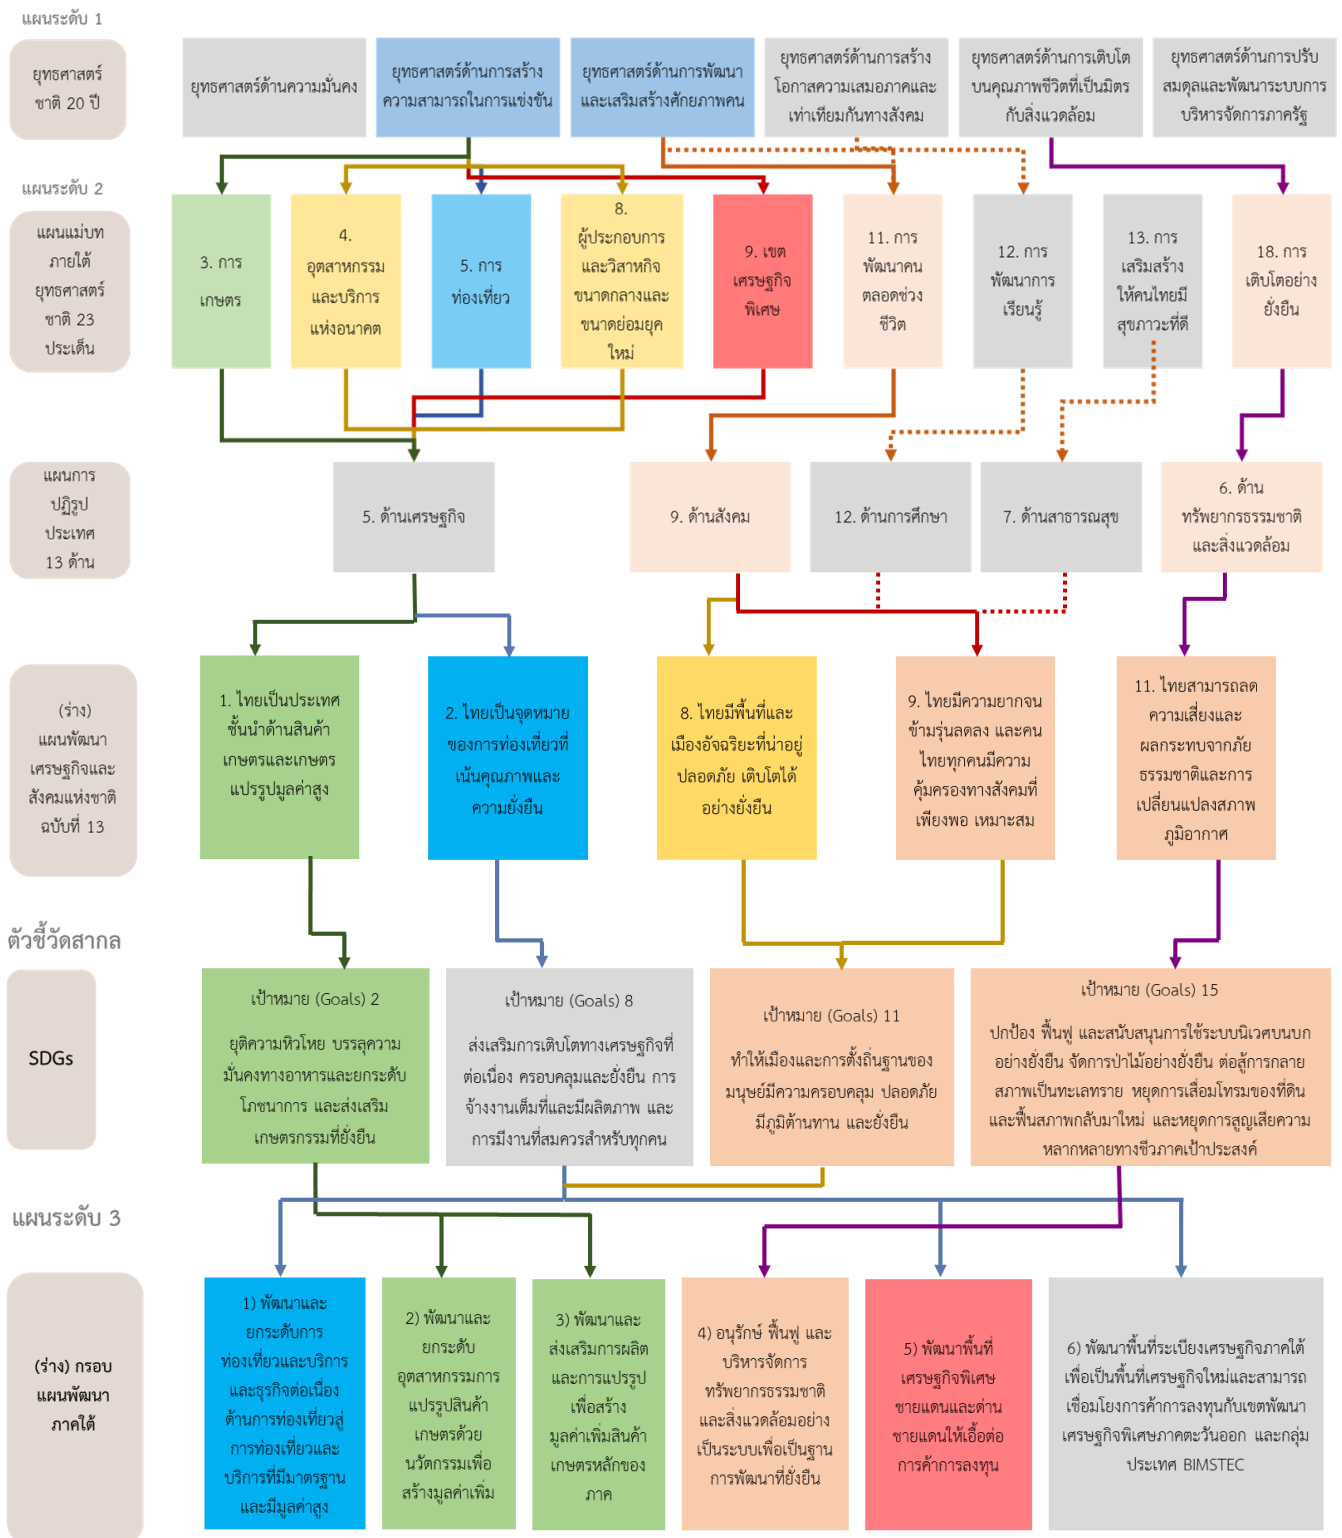 แผนระดับ 1
ยุทธศาสตร์
ชาติ 20 ปี
ยุทธศาสตร์ด้านความมั่นคง
ยุทธศาสตร์ด้านการสร้าง
ความสามารถในการแข่งขัน
ยุทธศาสตร์ด้านการพัฒนา
และเสริมสร้างศักยภาพคน
ยุทธศาสตร์ด้านการสร้าง
โอกาสความเสมอภาคและ
เท่าเทียมกันทางสังคม
ยุทธศาสตร์ด้านการเติบโต
บนคุณภาพชีวิตที่เป็นมิตร
กับสิ่งแวดล้อม
ยุทธศาสตร์ด้านการปรับ
สมดุลและพัฒนาระบบการ
บริหารจัดการภาครัฐ
แผนระดับ 2
แผนแม่บท
ภายใต้
ยุทธศาสตร์
ชาติ 23
ประเด็น
3. การ
เกษตร
4.
อุตสาหกรรม
และบริการ
แห่งอนาคต
5. การ
ท่องเที่ยว
8.
ผู้ประกอบการ
และวิสาหกิจ
ขนาดกลางและ
ขนาดย่อมยุค
ใหม่
9. เขต
เศรษฐกิจ
พิเศษ
11. การ
พัฒนาคน
ตลอดช่วง
ชีวิต
12. การ
พัฒนาการ
เรียนรู้
13. การ
เสริมสร้าง
ให้คนไทยมี
สุขภาวะที่ดี
18. การ
เติบโตอย่าง
ยั่งยืน
แผนการ
ปฏิรูป
ประเทศ
13 ด้าน
5. ด้านเศรษฐกิจ
9. ด้านสังคม
12. ด้านการศึกษา
7. ด้านสาธารณสุข
6. ด้าน
ทรัพยากรธรรมชาติ
และสิ่งแวดล้อม
(ร่าง)
แผนพัฒนา
เศรษฐกิจและ
สังคมแห่งชาติ
ฉบับที่ 13
1. ไทยเป็นประเทศ
ชั้นนำด้านสินค้า
เกษตรและเกษตร
แปรรูปมูลค่าสูง
2. ไทยเป็นจุดหมาย
ของการท่องเที่ยวที่
เน้นคุณภาพและ
ความยั่งยืน
8. ไทยมีพื้นที่และ
เมืองอัจฉริยะที่น่าอยู่
ปลอดภัย เติบโตได้
อย่างยั่งยืน
9. ไทยมีความยากจน
ข้ามรุ่นลดลง และคน
ไทยทุกคนมีความ
คุ้มครองทางสังคมที่
เพียงพอ เหมาะสม
11. ไทยสามารถลด
ความเสี่ยงและ
ผลกระทบจากภัย
ธรรมชาติและการ
เปลี่ยนแปลงสภาพ
ภูมิอากาศ
ตัวชี้วัดสากล
SDGs
เป้าหมาย (Goals) 2
ยุติความหิวโหย บรรลุความ
มั่นคงทางอาหารและยกระดับ
โภชนาการ และส่งเสริม
เกษตรกรรมที่ยั่งยืน
เป้าหมาย (Goals) 8
ส่งเสริมการเติบโตทางเศรษฐกิจที่
ต่อเนื่อง ครอบคลุมและยั่งยืน การ
จ้างงานเต็มที่และมีผลิตภาพ และ
การมีงานที่สมควรสำหรับทุกคน
เป้าหมาย (Goals) 11
ทำให้เมืองและการตั้งถิ่นฐานของ
มนุษย์มีความครอบคลุม ปลอดภัย
มีภูมิต้านทาน และยั่งยืน
เป้าหมาย (Goals) 15
ปกป้อง ฟื้นฟู และสนับสนุนการใช้ระบบนิเวศบนบก
อย่างยั่งยืน จัดการป่าไม้อย่างยั่งยืน ต่อสู้การกลาย
สภาพเป็นทะเลทราย หยุดการเสื่อมโทรมของที่ดิน
และฟื้นสภาพกลับมาใหม่ และหยุดการสูญเสียความ
หลากหลายทางชีวภาคเป้าประสงค์
แผนระดับ 3
(ร่าง) กรอบ
แผนพัฒนา
ภาคใต้
1) พัฒนาและ
ยกระดับการ
ท่องเที่ยวและบริการ
และธุรกิจต่อเนื่อง
ด้านการท่องเที่ยวสู่
การท่องเที่ยวและ
บริการที่มีมาตรฐาน
และมีมูลค่าสูง
2) พัฒนาและ
ยกระดับ
อุตสาหกรรมการ
แปรรูปสินค้า
เกษตรด้วย
นวัตกรรมเพื่อ
สร้างมูลค่าเพิ่ม
3) พัฒนาและ
ส่งเสริมการผลิต
และการแปรรูป
เพื่อสร้าง
มูลค่าเพิ่มสินค้า
เกษตรหลักของ
ภาค
4) อนุรักษ์ ฟื้นฟู และ
บริหารจัดการ
ทรัพยากรธรรมชาติ
และสิ่งแวดล้อมอย่าง
เป็นระบบเพื่อเป็นฐาน
การพัฒนาที่ยั่งยืน
5) พัฒนาพื้นที่
เศรษฐกิจพิเศษ
ชายแดนและด่าน
ชายแดนให้เอื้อต่อ
การค้าการลงทุน
6) พัฒนาพื้นที่ระเบียงเศรษฐกิจภาคใต้
เพื่อเป็นพื้นที่เศรษฐกิจใหม่และสามารถ
เชื่อมโยงการค้าการลงทุนกับเขตพัฒนา
เศรษฐกิจพิเศษภาคตะวันออก และกลุ่ม
ประเทศ BIMSTEC